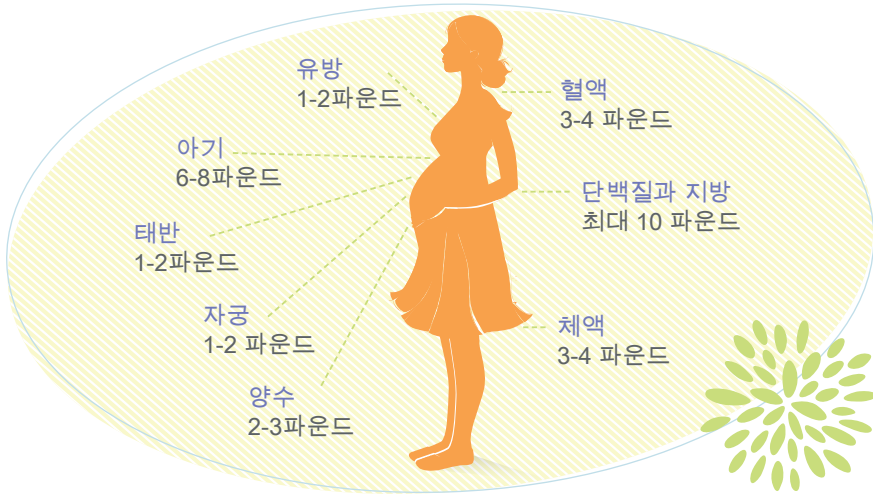 유방
1-2파운드
혈액
3-4 파운드
아기
6-8파운드
단백질과 지방
최대 10 파운드
태반
1-2파운드
자궁
1-2 파운드
체액
3-4 파운드
양수
2-3파운드